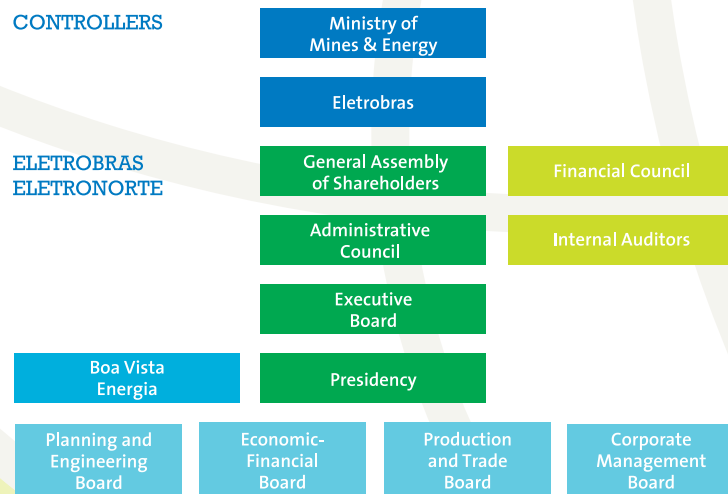 CONTROLLERS
Ministry of
Mines & Energy
Eletrobras
ELETROBRAS
ELETRONORTE
General Assembly
of Shareholders
Financial Council
Administrative
Council
Internal Auditors
Executive
Board
Boa Vista
Energia
Presidency
Planning and
Engineering
Board
Economic-
Financial
Board
Production
and Trade
Board
Corporate
Management
Board